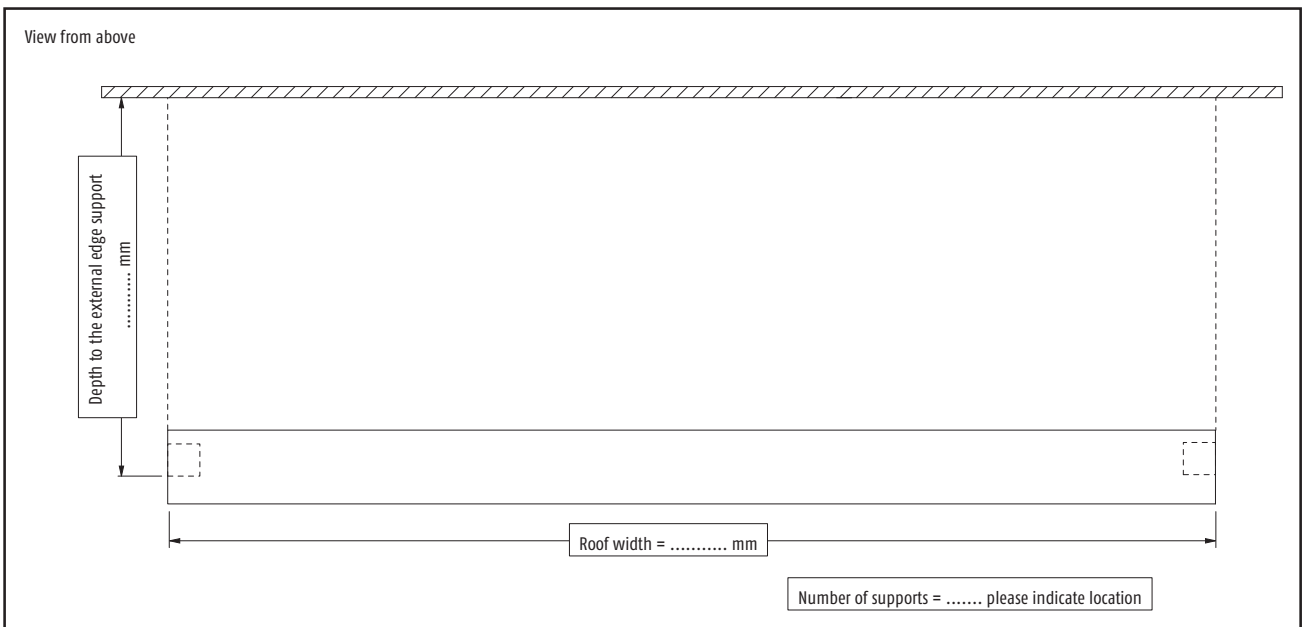 View from above
Depth to the external edge support
........... mm
Roof width = ........... mm
Number of supports = ....... please indicate location